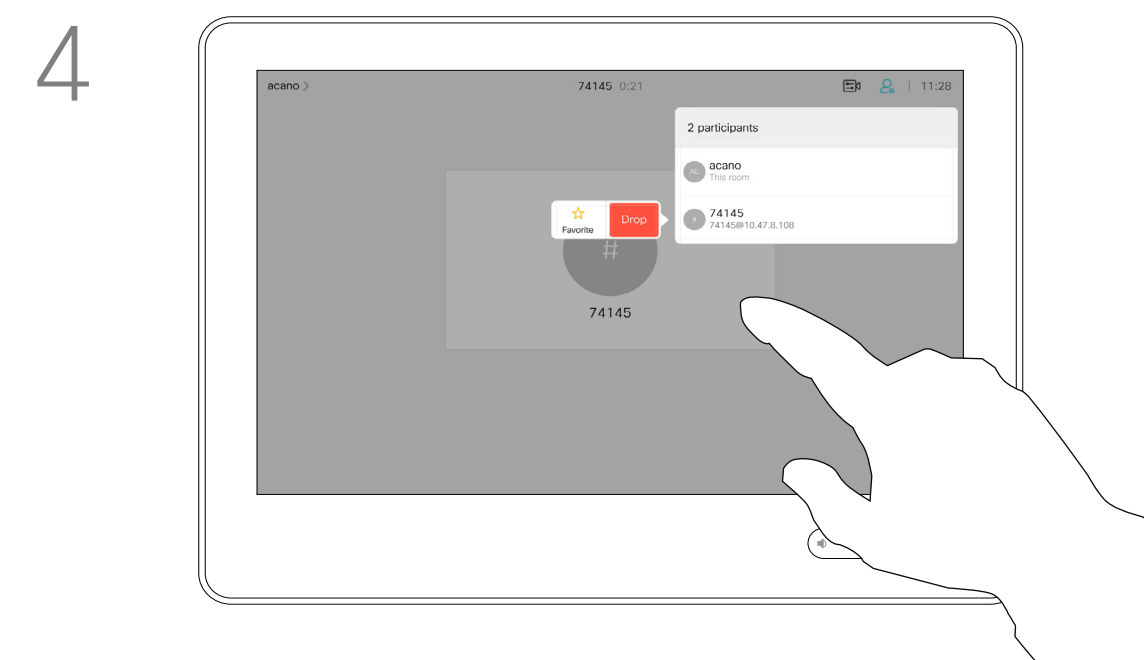 4
acano >
74145 0:21
11:28
2 participants
AC
acano
This room
#
74145
74145@10.47.8.108
Favorite
Drop
#
74145